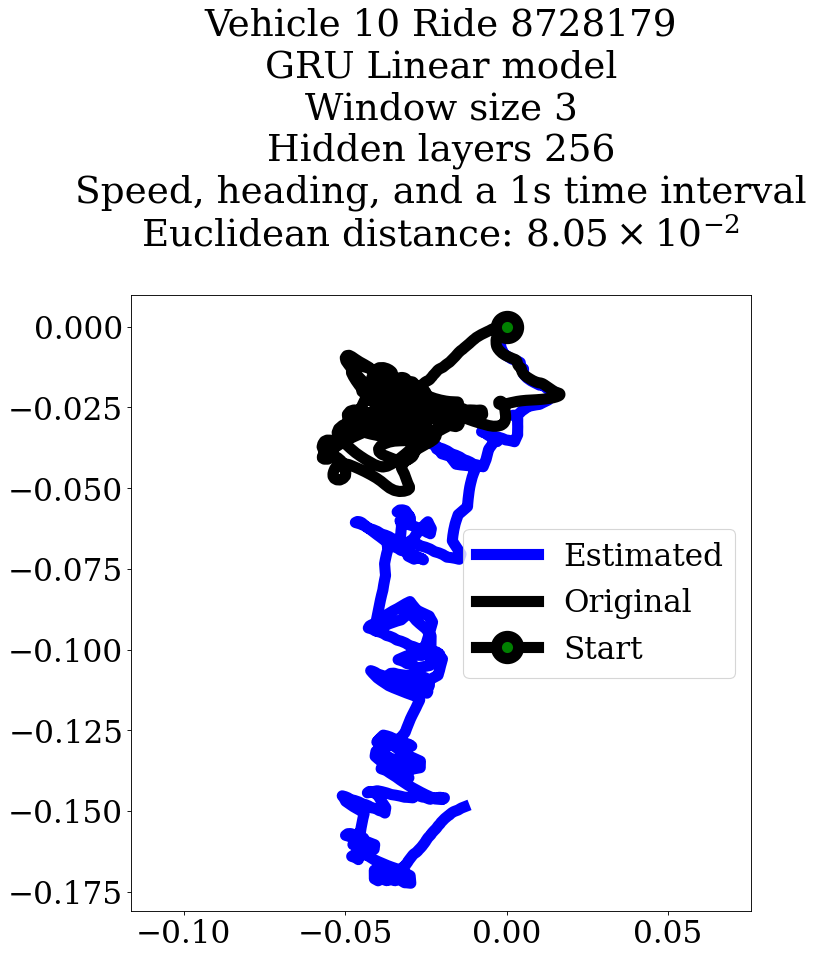 Vehicle 10 Ride 8728179
GRU Linear model
Window size 3
Hidden layers 256
Speed, heading, and a 1s time interval
Euclidean distance: 8.05 × 10⁻²
0.000
−0.025
−0.050
−0.075
−0.100
−0.125
−0.150
−0.175
Estimated
Original
Start
−0.10
−0.05
0.00
0.05